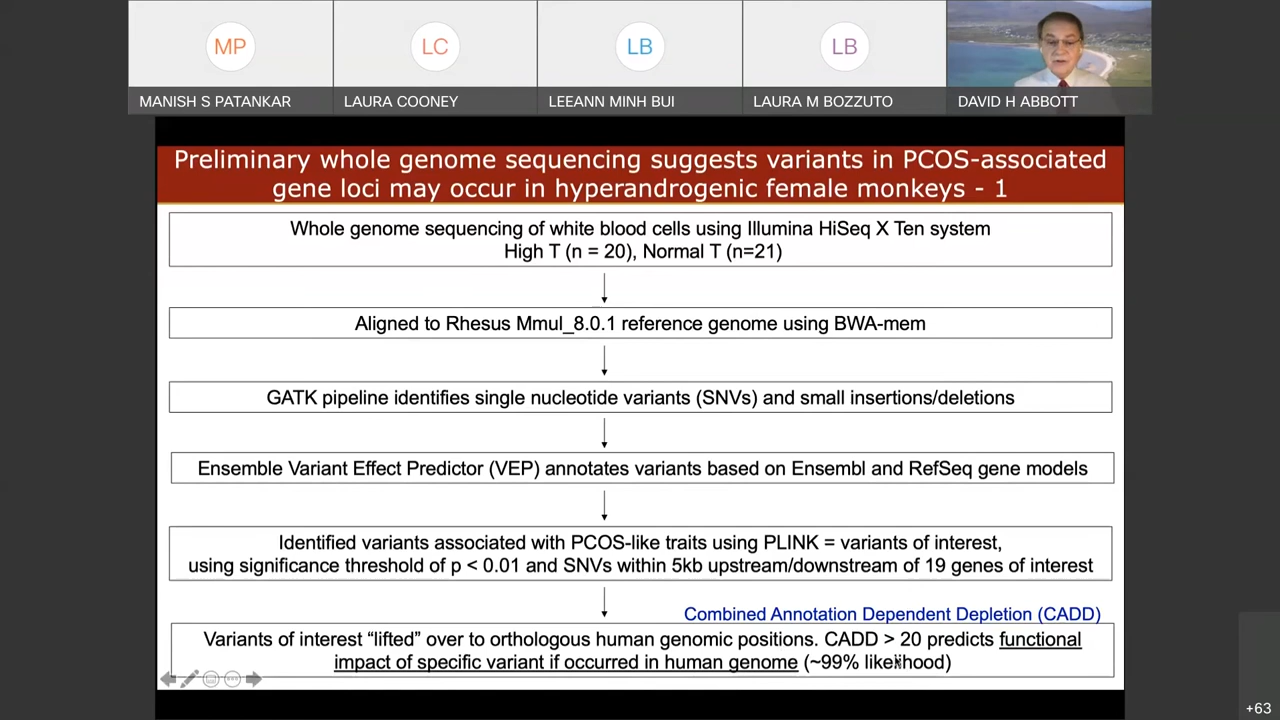 MP
LC
LB
LB
MANISH S PATANKAR
LAURA COONEY
LEEANN MINH BUI
LAURA M BOZZUTO
DAVID H ABBOTT
Preliminary whole genome sequencing suggests variants in PCOS-associated
gene loci may occur in hyperandrogenic female monkeys - 1
Whole genome sequencing of white blood cells using Illumina HiSeq X Ten system
High T (n = 20), Normal T (n=21)
Aligned to Rhesus Mmul_8.0.1 reference genome using BWA-mem
GATK pipeline identifies single nucleotide variants (SNVs) and small insertions/deletions
Ensemble Variant Effect Predictor (VEP) annotates variants based on Ensembl and RefSeq gene models
Identified variants associated with PCOS-like traits using PLINK = variants of interest,
using significance threshold of p < 0.01 and SNVs within 5kb upstream/downstream of 19 genes of interest
Combined Annotation Dependent Depletion (CADD)
Variants of interest “lifted” over to orthologous human genomic positions. CADD > 20 predicts functional
impact of specific variant if occurred in human genome (~99% likelihood)
+63